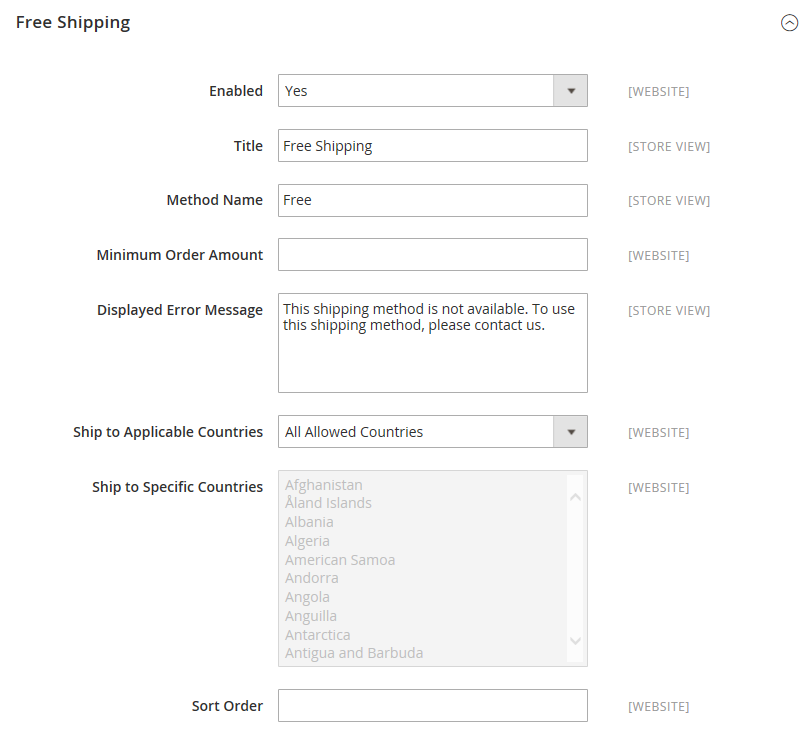 Free Shipping
Enabled Yes [WEBSITE]
Title Free Shipping [STORE VIEW]
Method Name Free [STORE VIEW]
Minimum Order Amount [WEBSITE]
Displayed Error Message This shipping method is not available. To use [STORE VIEW]
this shipping method, please contact us.
Ship to Applicable Countries All Allowed Countries [WEBSITE]
Ship to Specific Countries Afghanistan [WEBSITE]
Åland Islands
Albania
Algeria
American Samoa
Andorra
Angola
Anguilla
Antarctica
Antigua and Barbuda
Sort Order [WEBSITE]